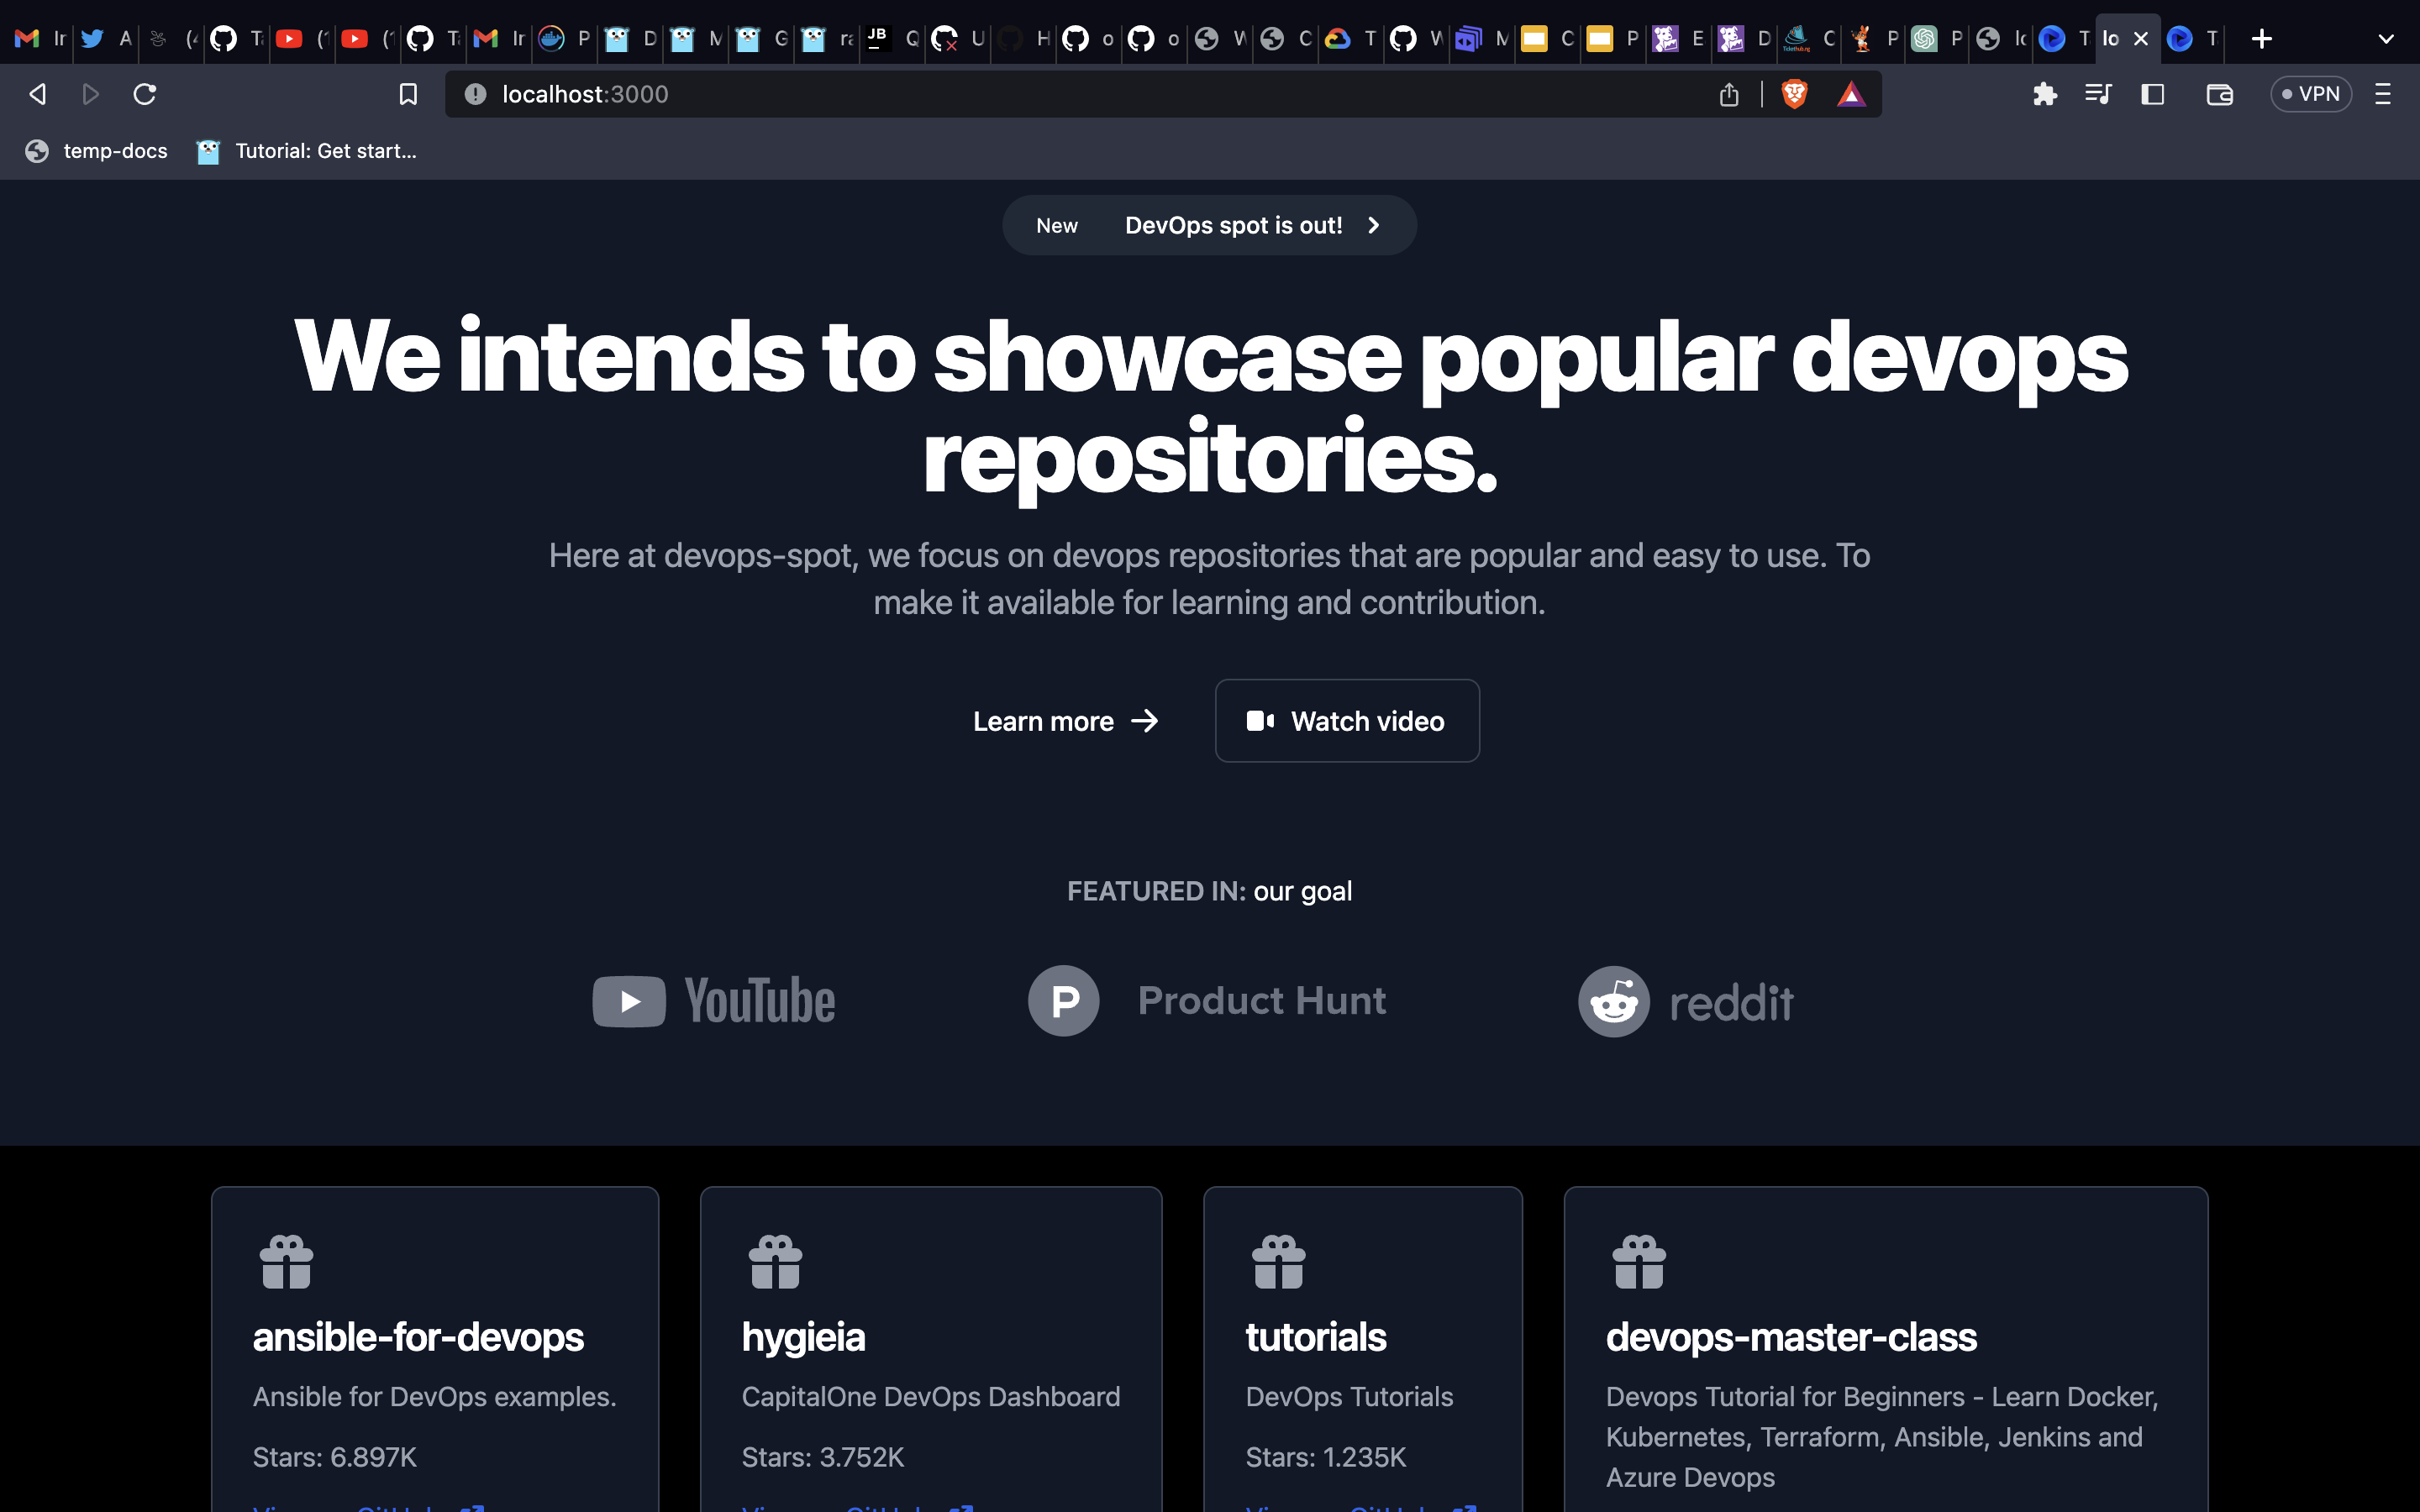 localhost:3000
VPN
temp-docs
Tutorial: Get start...
New DevOps spot is out!
We intends to showcase popular devops
repositories.
Here at devops-spot, we focus on devops repositories that are popular and easy to use. To
make it available for learning and contribution.
Learn more
Watch video
FEATURED IN: our goal
YouTube
Product Hunt
reddit
ansible-for-devops
Ansible for DevOps examples.
Stars: 6.897K
hygieia
CapitalOne DevOps Dashboard
Stars: 3.752K
tutorials
DevOps Tutorials
Stars: 1.235K
devops-master-class
Devops Tutorial for Beginners - Learn Docker,
Kubernetes, Terraform, Ansible, Jenkins and
Azure Devops